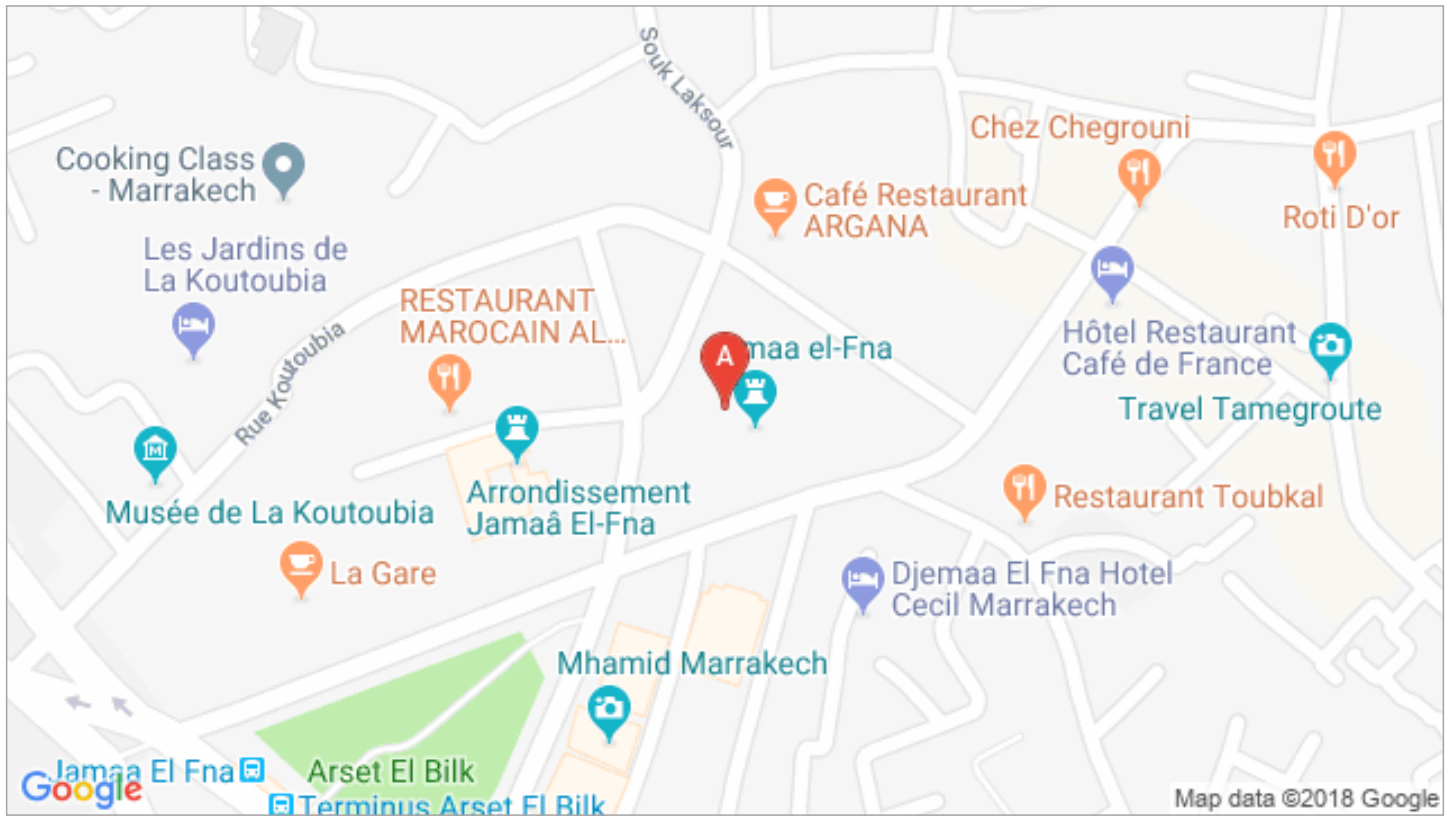 Souk Laksour
Chez Chegrouni
Cooking Class
- Marrakech
Café Restaurant
ARGANA
Roti D'or
Les Jardins de
La Koutoubia
RESTAURANT
MAROCAIN AL...
Rue Koutoubia
A
maa el-Fna
Hôtel Restaurant
Café de France
Travel Tamegroute
M
Musée de La Koutoubia
Arrondissement
Jamaâ El-Fna
Restaurant Toubkal
La Gare
Djemaa El Fna Hotel
Cecil Marrakech
Mhamid Marrakech
Jamaa El Fna
Arset El Bilk
Google
Terminus Arset El Bilk
Map data ©2018 Google